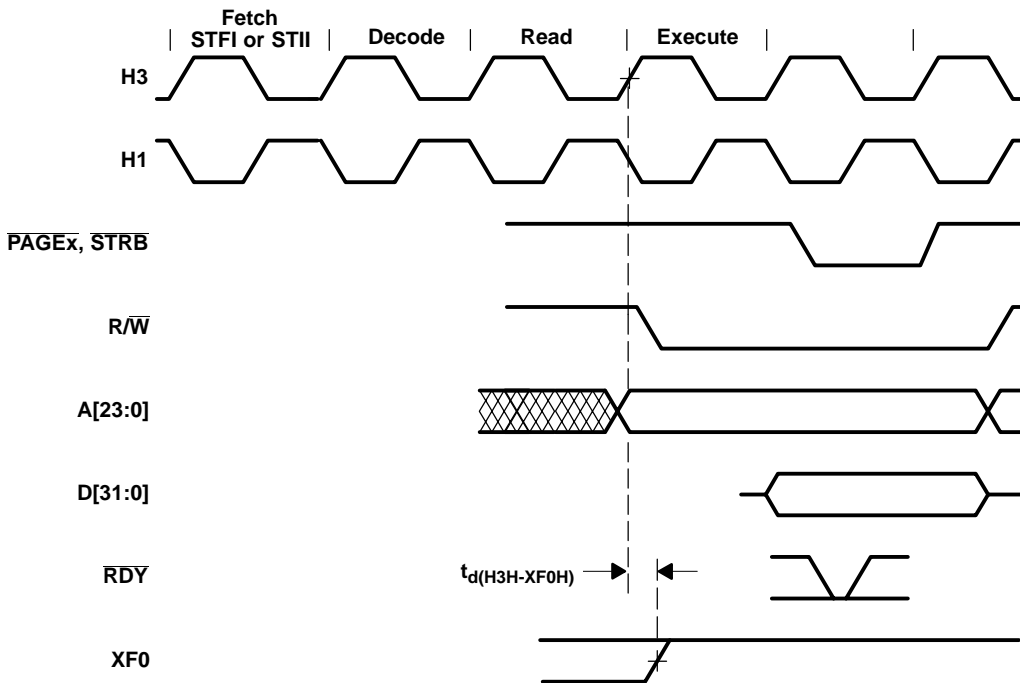 Fetch
STFI or STII
Decode
Read
Execute
H3
H1
PAGEx, STRB
R/W
A[23:0]
D[31:0]
RDY
td(H3H-XF0H)
XF0